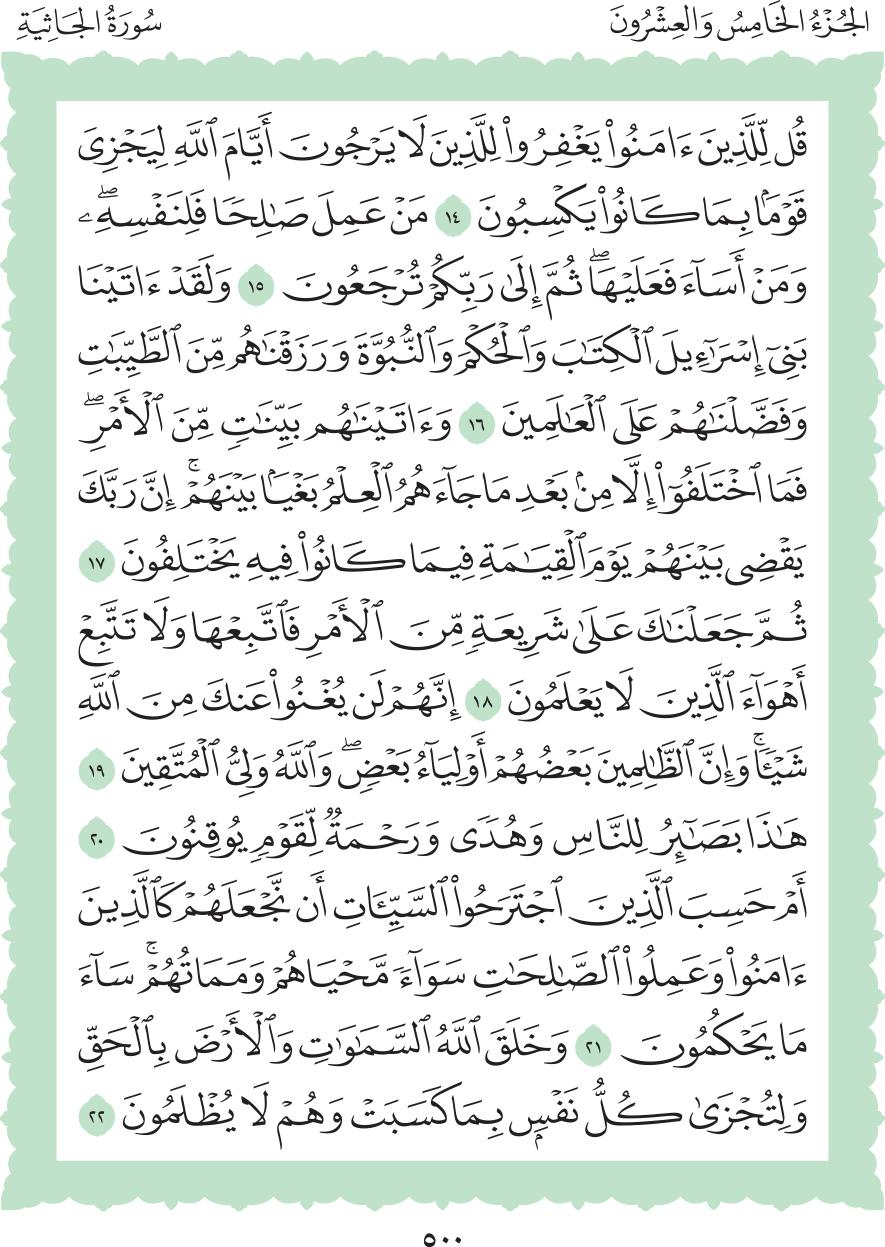 الجُزْءُ الخَامِسُ وَالعِشْرُونَ
سُورَةُ الجَاثِيَةِ
قُل لِّلَّذِينَ ءَامَنُوا۟ يَغْفِرُوا۟ لِلَّذِينَ لَا يَرْجُونَ أَيَّامَ ٱللَّهِ لِيَجْزِىَ
قَوْمًۢا بِمَا كَانُوا۟ يَكْسِبُونَ ١٤ مَنْ عَمِلَ صَـٰلِحًا فَلِنَفْسِهِۦۖ
وَمَنْ أَسَآءَ فَعَلَيْهَاۖ ثُمَّ إِلَىٰ رَبِّكُمْ تُرْجَعُونَ ١٥ وَلَقَدْ ءَاتَيْنَا
بَنِىٓ إِسْرَٰٓءِيلَ ٱلْكِتَـٰبَ وَٱلْحُكْمَ وَٱلنُّبُوَّةَ وَرَزَقْنَـٰهُم مِّنَ ٱلطَّيِّبَـٰتِ
وَفَضَّلْنَـٰهُمْ عَلَى ٱلْعَـٰلَمِينَ ١٦ وَءَاتَيْنَـٰهُم بَيِّنَـٰتٍ مِّنَ ٱلْأَمْرِۖ
فَمَا ٱخْتَلَفُوٓا۟ إِلَّا مِنۢ بَعْدِ مَا جَآءَهُمُ ٱلْعِلْمُ بَغْيًۢا بَيْنَهُمْۚ إِنَّ رَبَّكَ
يَقْضِى بَيْنَهُمْ يَوْمَ ٱلْقِيَـٰمَةِ فِيمَا كَانُوا۟ فِيهِ يَخْتَلِفُونَ ١٧
ثُمَّ جَعَلْنَـٰكَ عَلَىٰ شَرِيعَةٍ مِّنَ ٱلْأَمْرِ فَٱتَّبِعْهَا وَلَا تَتَّبِعْ
أَهْوَآءَ ٱلَّذِينَ لَا يَعْلَمُونَ ١٨ إِنَّهُمْ لَن يُغْنُوا۟ عَنكَ مِنَ ٱللَّهِ
شَيْـًٔاۚ وَإِنَّ ٱلظَّـٰلِمِينَ بَعْضُهُمْ أَوْلِيَآءُ بَعْضٍۖ وَٱللَّهُ وَلِىُّ ٱلْمُتَّقِينَ ١٩
هَـٰذَا بَصَـٰٓئِرُ لِلنَّاسِ وَهُدًى وَرَحْمَةٌ لِّقَوْمٍ يُوقِنُونَ ٢٠
أَمْ حَسِبَ ٱلَّذِينَ ٱجْتَرَحُوا۟ ٱلسَّيِّـَٔاتِ أَن نَّجْعَلَهُمْ كَٱلَّذِينَ
ءَامَنُوا۟ وَعَمِلُوا۟ ٱلصَّـٰلِحَـٰتِ سَوَآءً مَّحْيَاهُمْ وَمَمَاتُهُمْۚ سَآءَ
مَا يَحْكُمُونَ ٢١ وَخَلَقَ ٱللَّهُ ٱلسَّمَـٰوَٰتِ وَٱلْأَرْضَ بِٱلْحَقِّ
وَلِتُجْزَىٰ كُلُّ نَفْسٍۭ بِمَا كَسَبَتْ وَهُمْ لَا يُظْلَمُونَ ٢٢
٥٠٠